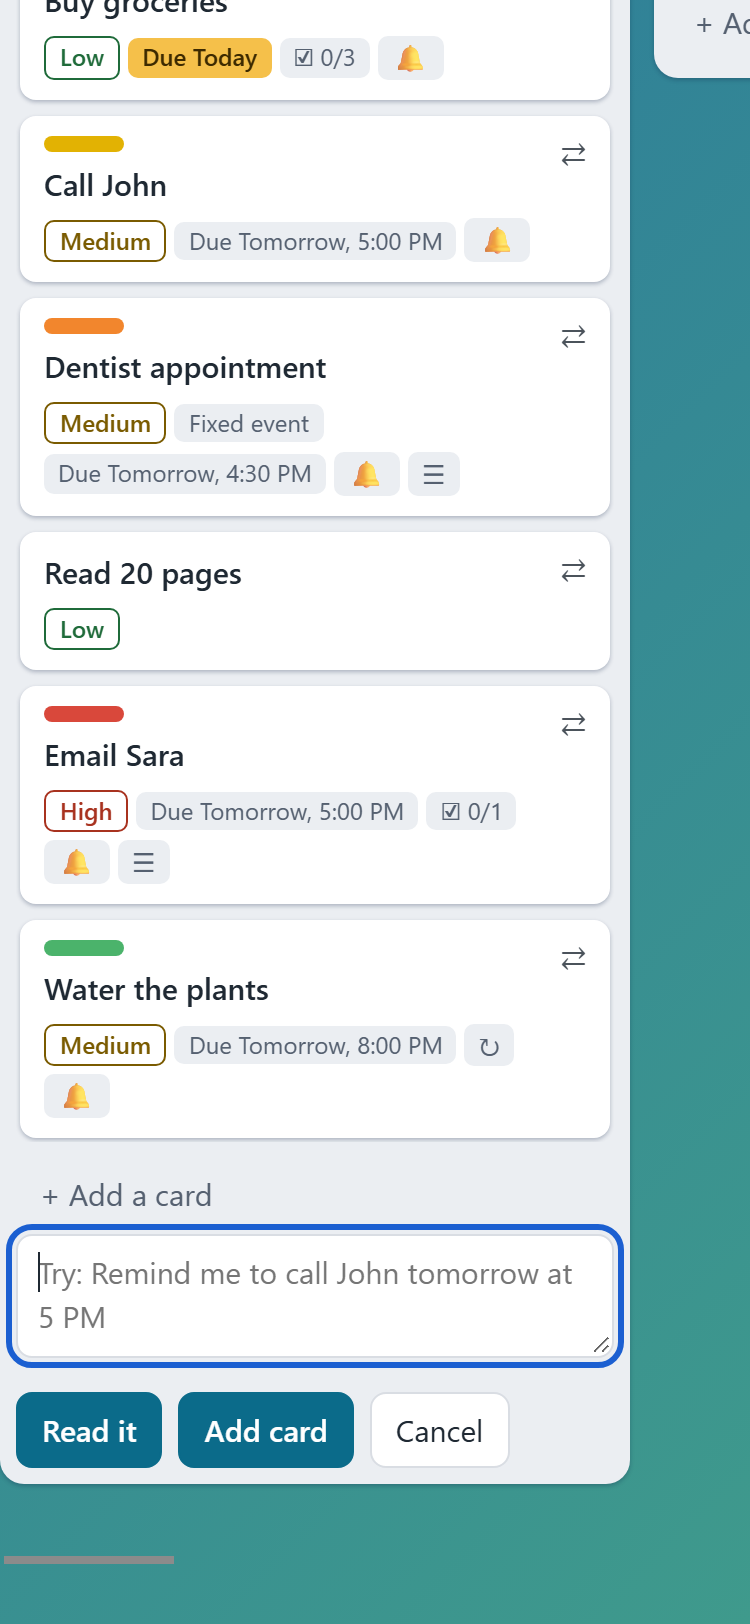 Buy groceries
Low Due Today ☑ 0/3
+
Call John
Medium Due Tomorrow, 5:00 PM
Dentist appointment
Medium Fixed event
Due Tomorrow, 4:30 PM
Read 20 pages
Low
Email Sara
High Due Tomorrow, 5:00 PM ☑ 0/1
Water the plants
Medium Due Tomorrow, 8:00 PM
+ Add a card
Try: Remind me to call John tomorrow at
5 PM
Read it Add card Cancel